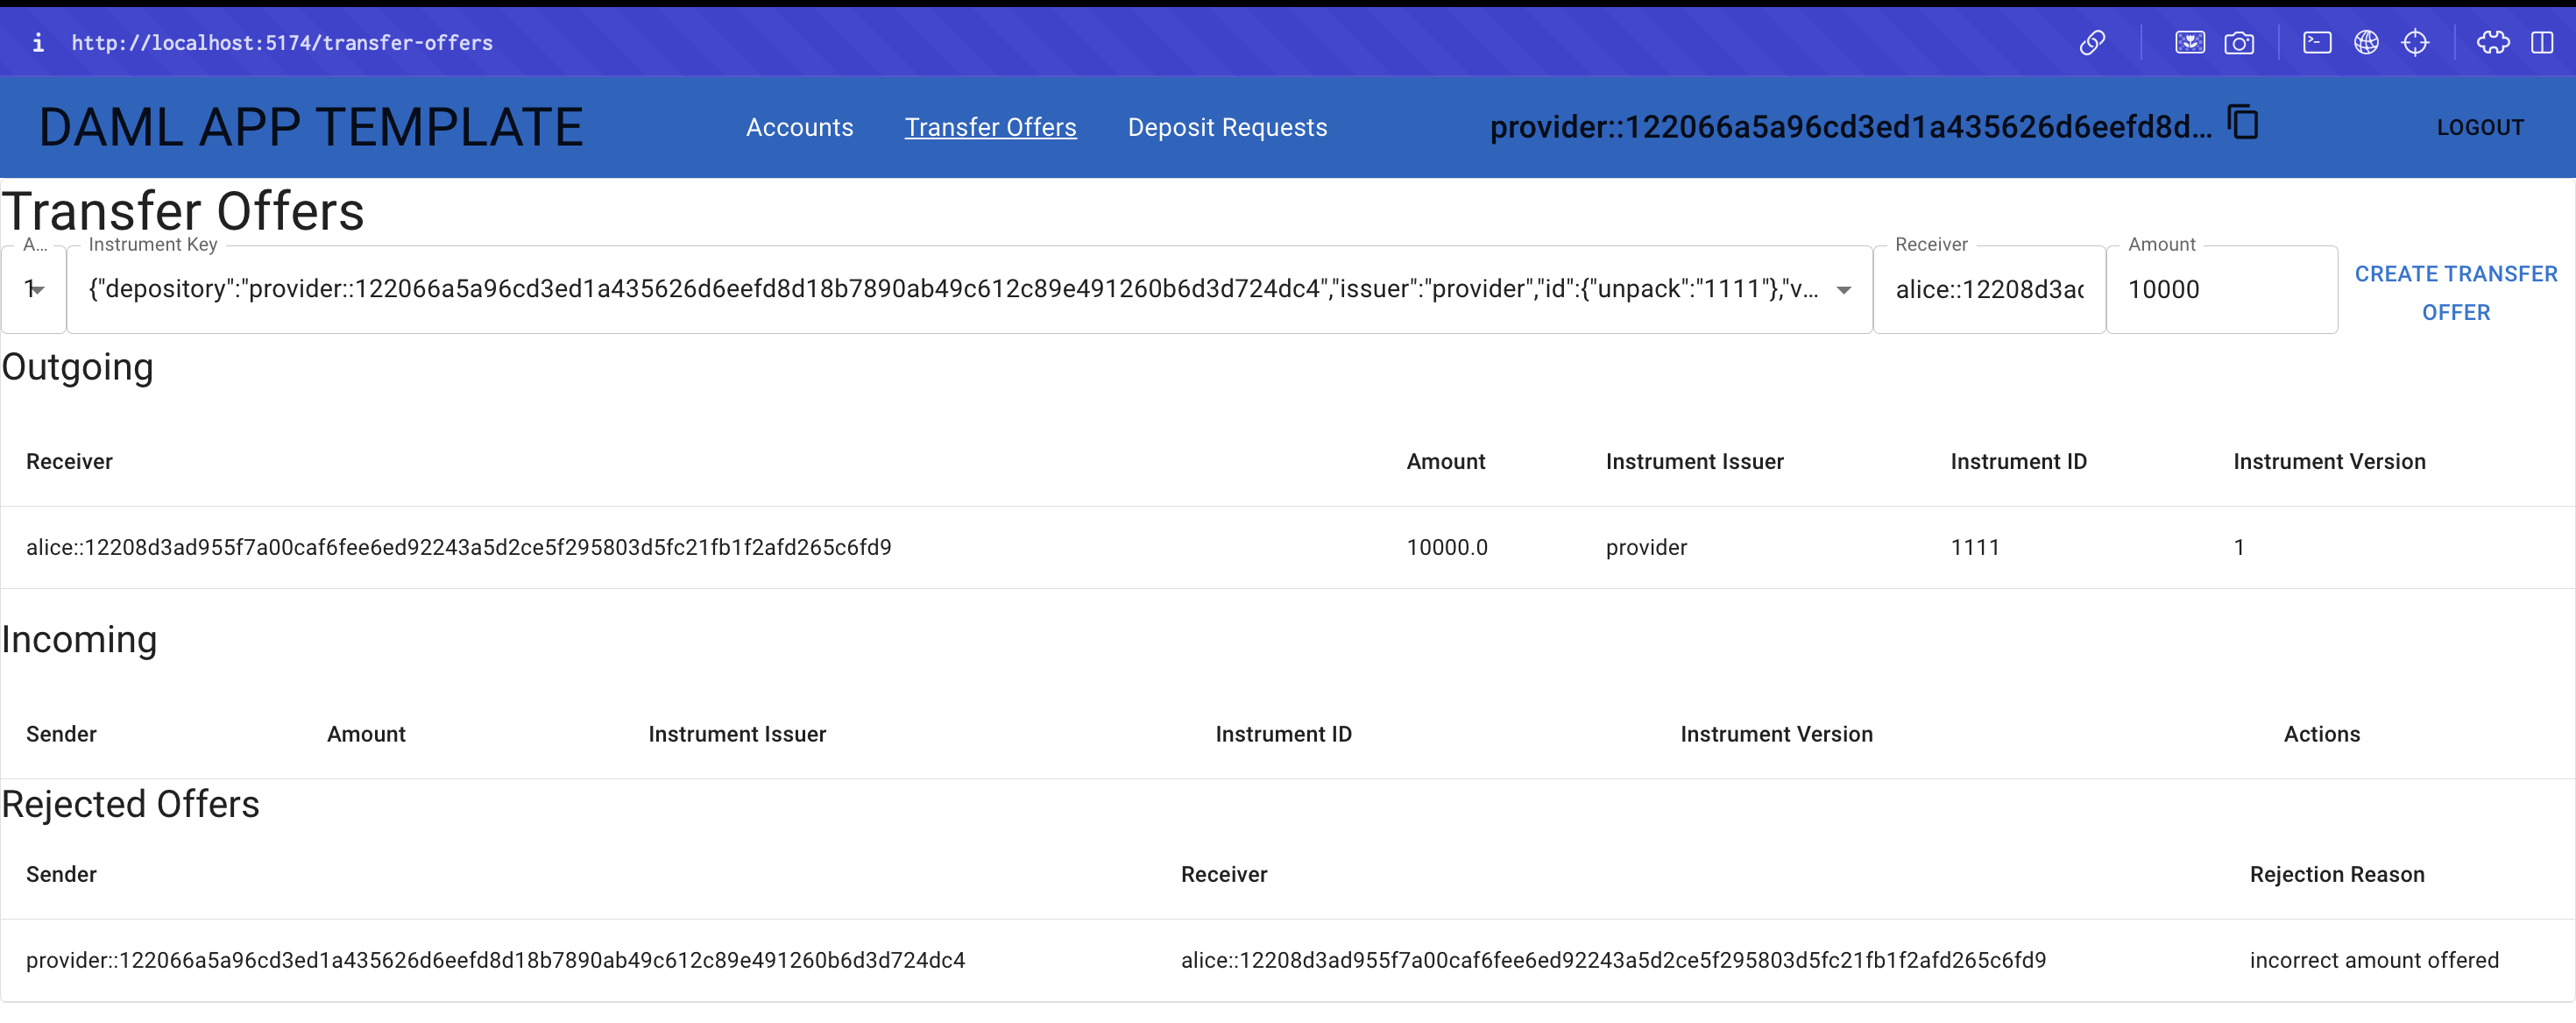 http://localhost:5174/transfer-offers
DAML APP TEMPLATE Accounts Transfer Offers Deposit Requests provider::122066a5a96cd3ed1a435626d6eefd8d... LOGOUT
Transfer Offers
A... Instrument Key Receiver Amount
1 {"depository":"provider::122066a5a96cd3ed1a435626d6eefd8d18b7890ab49c612c89e491260b6d3d724dc4","issuer":"provider","id":{"unpack":"1111"},"v... alice::12208d3ac 10000 CREATE TRANSFER
OFFER
Outgoing
Receiver Amount Instrument Issuer Instrument ID Instrument Version
alice::12208d3ad955f7a00caf6fee6ed92243a5d2ce5f295803d5fc21fb1f2afd265c6fd9 10000.0 provider 1111 1
Incoming
Sender Amount Instrument Issuer Instrument ID Instrument Version Actions
Rejected Offers
Sender Receiver Rejection Reason
provider::122066a5a96cd3ed1a435626d6eefd8d18b7890ab49c612c89e491260b6d3d724dc4 alice::12208d3ad955f7a00caf6fee6ed92243a5d2ce5f295803d5fc21fb1f2afd265c6fd9 incorrect amount offered